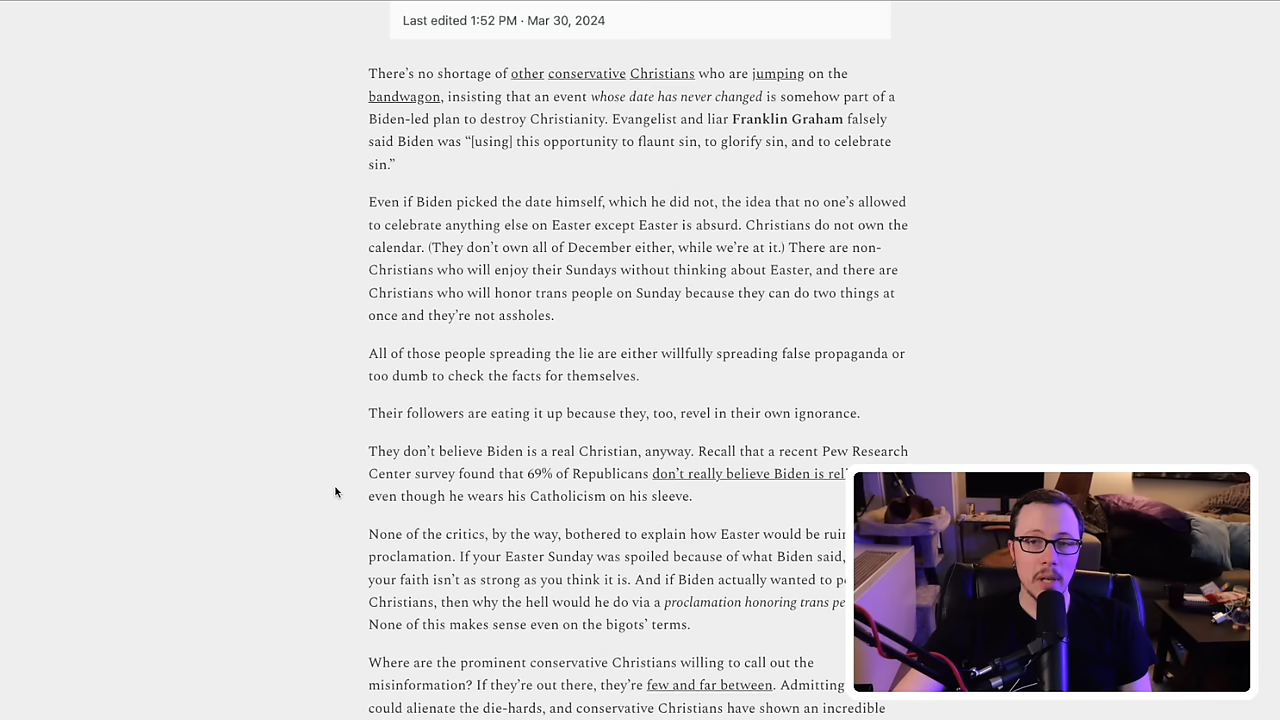 Last edited 1:52 PM · Mar 30, 2024
There’s no shortage of other conservative Christians who are jumping on the
bandwagon, insisting that an event whose date has never changed is somehow part of a
Biden-led plan to destroy Christianity. Evangelist and liar Franklin Graham falsely
said Biden was “[using] this opportunity to flaunt sin, to glorify sin, and to celebrate
sin.”
Even if Biden picked the date himself, which he did not, the idea that no one’s allowed
to celebrate anything else on Easter except Easter is absurd. Christians do not own the
calendar. (They don’t own all of December either, while we’re at it.) There are non-
Christians who will enjoy their Sundays without thinking about Easter, and there are
Christians who will honor trans people on Sunday because they can do two things at
once and they’re not assholes.
All of those people spreading the lie are either willfully spreading false propaganda or
too dumb to check the facts for themselves.
Their followers are eating it up because they, too, revel in their own ignorance.
They don’t believe Biden is a real Christian, anyway. Recall that a recent Pew Research
Center survey found that 69% of Republicans don’t really believe Biden is
even though he wears his Catholicism on his sleeve.
None of the critics, by the way, bothered to explain how Easter would be
proclamation. If your Easter Sunday was spoiled because of what Biden said,
your faith isn’t as strong as you think it is. And if Biden actually wanted to
Christians, then why the hell would he do via a proclamation honoring trans
None of this makes sense even on the bigots’ terms.
Where are the prominent conservative Christians willing to call out the
misinformation? If they’re out there, they’re few and far between. Admitting
could alienate the die-hards, and conservative Christians have shown an incredible